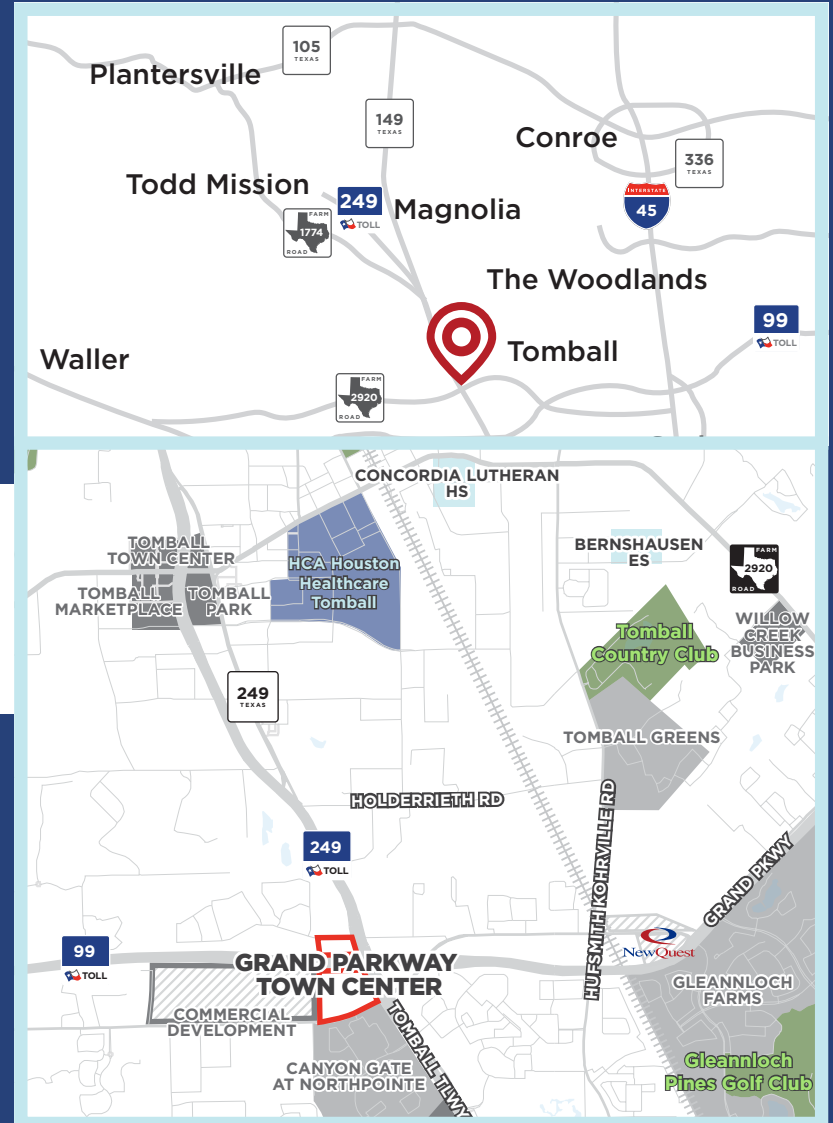 105
TEXAS
Plantersville
149
TEXAS
Conroe
336
TEXAS
Todd Mission
249
TOLL
Magnolia
INTERSTATE
45
FARM
1774
ROAD
The Woodlands
99
TOLL
Tomball
Waller
FARM
2920
ROAD
CONCORDIA LUTHERAN
HS
TOMBALL
TOWN CENTER
BERNSHAUSEN
ES
FARM
2920
ROAD
HCA Houston
Healthcare
Tomball
TOMBALL
MARKETPLACE
TOMBALL
PARK
WILLOW
CREEK
BUSINESS
PARK
Tomball
Country Club
249
TEXAS
TOMBALL GREENS
HOLDERRIETH RD
HUFSMITH KOHRVILLE RD
249
TOLL
GRAND PKWY
99
TOLL
NewQuest
GRAND PARKWAY
TOWN CENTER
GLEANNLOCH
FARMS
COMMERCIAL
DEVELOPMENT
TOMBALL TLWY
CANYON GATE
AT NORTHPOINTE
Gleannloch
Pines Golf Club